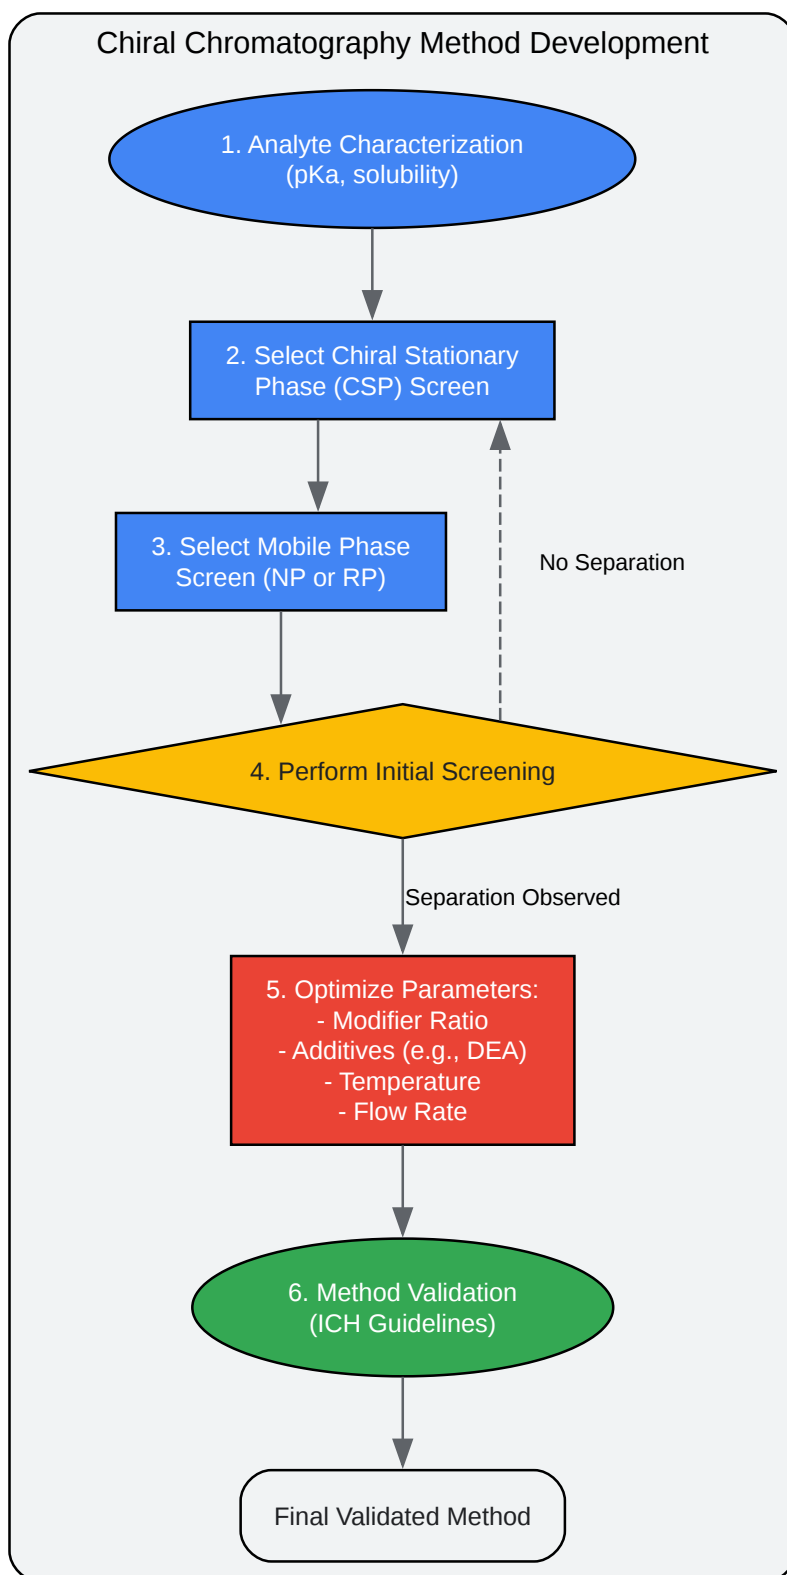 Chiral Chromatography Method Development
1. Analyte Characterization
(pKa, solubility)
2. Select Chiral Stationary
Phase (CSP) Screen
3. Select Mobile Phase
Screen (NP or RP)
No Separation
4. Perform Initial Screening
Separation Observed
5. Optimize Parameters:
- Modifier Ratio
- Additives (e.g., DEA)
- Temperature
- Flow Rate
6. Method Validation
(ICH Guidelines)
Final Validated Method